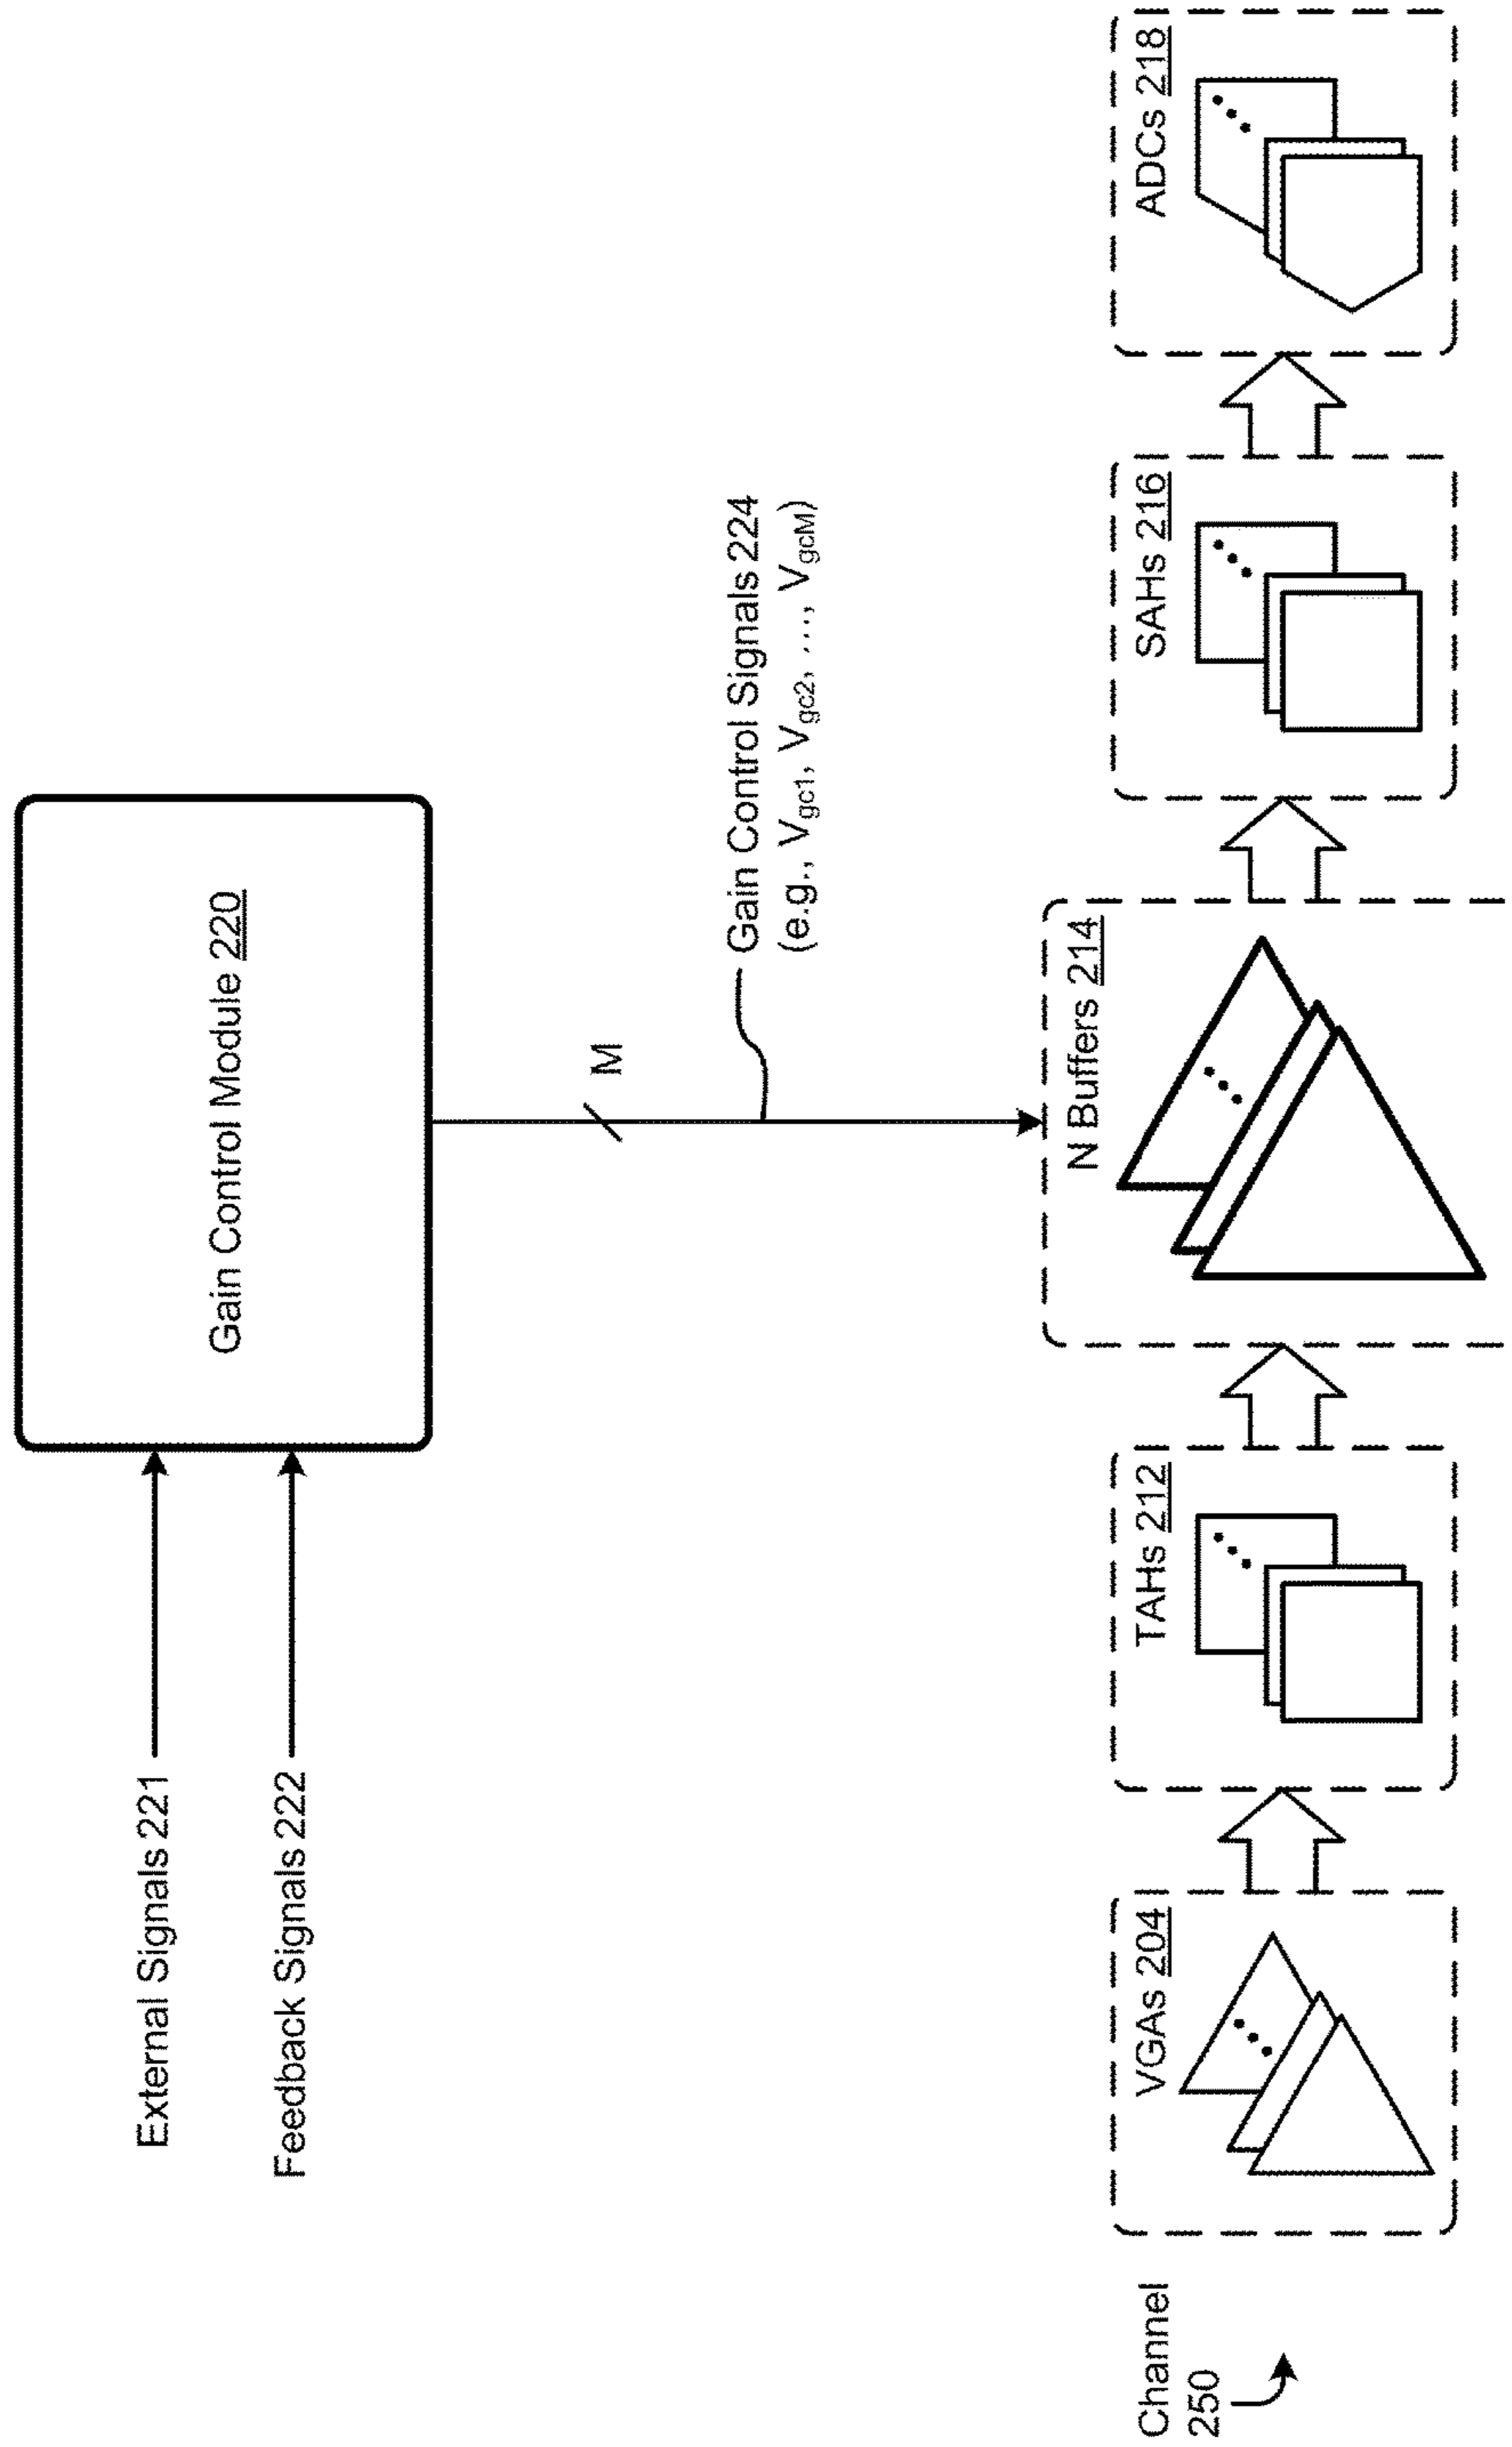 External Signals 221
Feedback Signals 222
Gain Control Module 220
M
Gain Control Signals 224
(e.g., Vgc1, Vgc2, ..., VgcM)
Channel
250
VGAs 204
TAHs 212
N Buffers 214
SAHs 216
ADCs 218